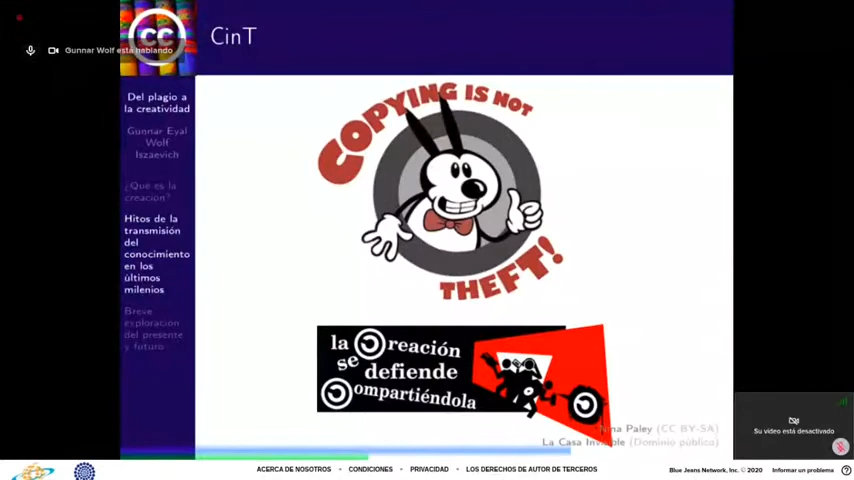 Gunnar Wolf está hablando
CinT
Del plagio a
la creatividad
Gunnar Eyal
Wolf
Iszaevich
¿Qué es la
creación?
Hitos de la
transmisión
del
conocimiento
en los
últimos
milenios
Breve
exploración
del presente
y futuro
COPYING IS NOT
THEFT!
la Creación
se
defiende
Compartiéndola
Nina Paley (CC BY-SA)
La Casa Invisible (Dominio público)
Su video está desactivado
ACERCA DE NOSOTROS • CONDICIONES • PRIVACIDAD • LOS DERECHOS DE AUTOR DE TERCEROS
Blue Jeans Network, Inc. © 2020 Informar un problema